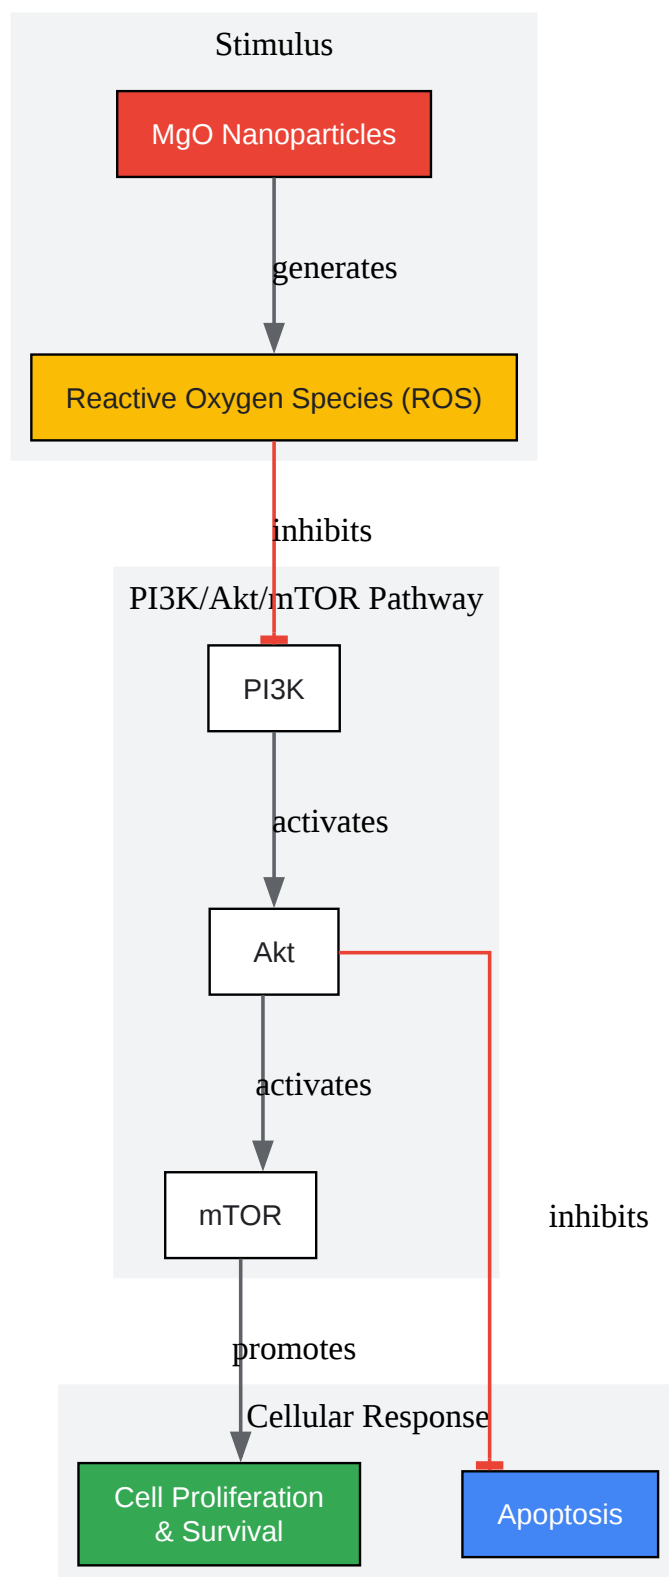 Stimulus
MgO Nanoparticles
generates
Reactive Oxygen Species (ROS)
inhibits
PI3K/Akt/mTOR Pathway
PI3K
activates
Akt
activates
mTOR
inhibits
promotes
Cellular Response
Cell Proliferation
& Survival
Apoptosis